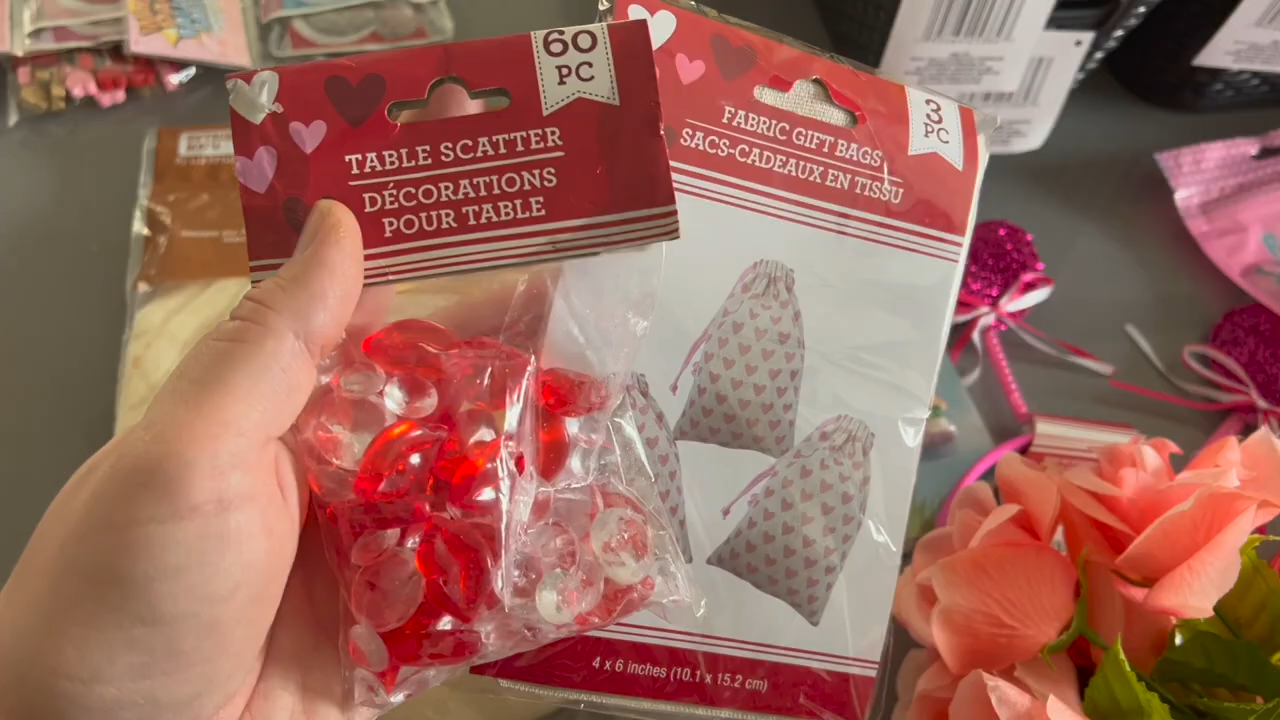 60
PC
TABLE SCATTER
DÉCORATIONS
POUR TABLE
3
PC
FABRIC GIFT BAGS
SACS-CADEAUX EN TISSU
4 x 6 inches (10.1 x 15.2 cm)